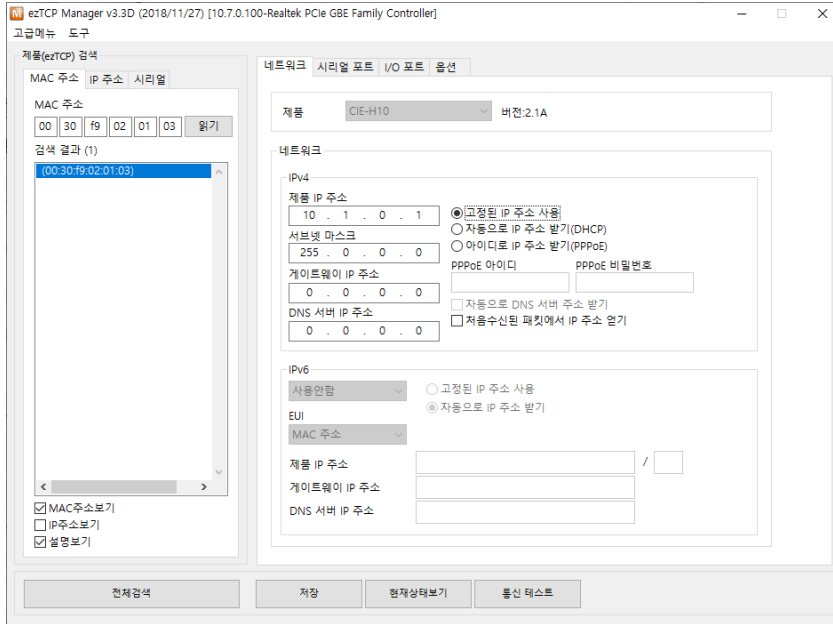 ezTCP Manager v3.3D (2018/11/27) [10.7.0.100-Realtek PCIe GBE Family Controller]
고급메뉴 도구
제품(ezTCP) 검색
MAC 주소 IP 주소 시리얼
MAC 주소
00 30 f9 02 01 03 읽기
검색 결과 (1)
(00:30:f9:02:01:03)
MAC주소보기
IP주소보기
설명보기
네트워크 시리얼 포트 I/O 포트 옵션
제품 CIE-H10 버전:2.1A
네트워크
IPv4
제품 IP 주소
10 . 1 . 0 . 1
서브넷 마스크
255 . 0 . 0 . 0
게이트웨이 IP 주소
0 . 0 . 0 . 0
DNS 서버 IP 주소
0 . 0 . 0 . 0
고정된 IP 주소 사용
자동으로 IP 주소 받기(DHCP)
아이디로 IP 주소 받기(PPPoE)
PPPoE 아이디 PPPoE 비밀번호
자동으로 DNS 서버 주소 받기
처음수신된 패킷에서 IP 주소 얻기
IPv6
사용안함
고정된 IP 주소 사용
자동으로 IP 주소 받기
EUI
MAC 주소
제품 IP 주소 /
게이트웨이 IP 주소
DNS 서버 IP 주소
전체검색 저장 현재상태보기 통신 테스트